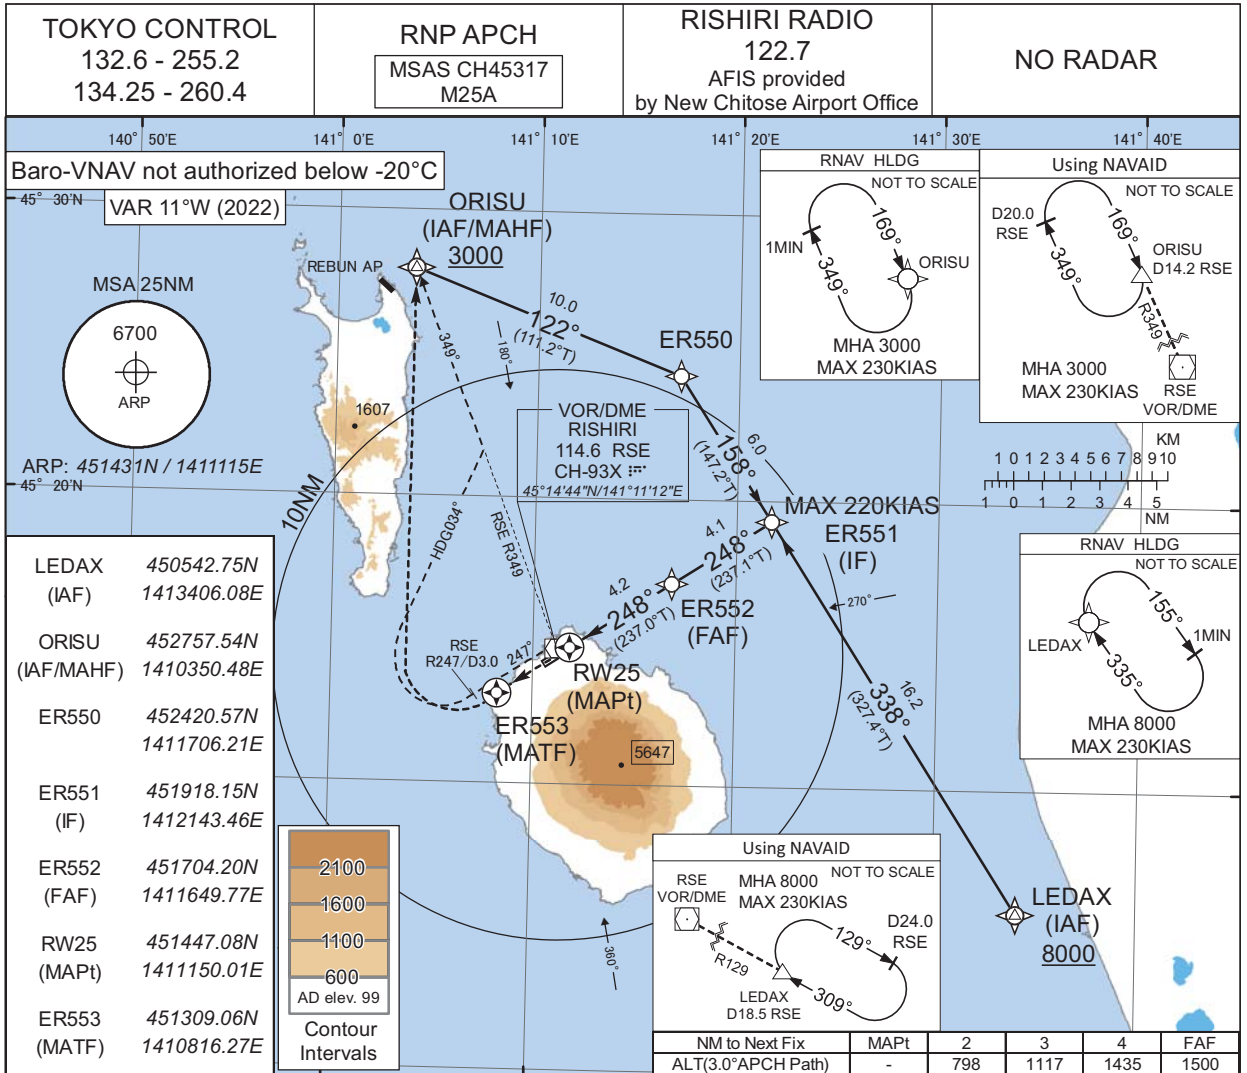 TOKYO CONTROL
132.6 - 255.2
134.25 - 260.4
RNP APCH
MSAS CH45317
M25A
RISHIRI RADIO
122.7
AFIS provided
by New Chitose Airport Office
NO RADAR
140° 50'E
141° 0'E
141° 10'E
141° 20'E
141° 30'E
141° 40'E
Baro-VNAV not authorized below -20°C
45° 30'N
VAR 11°W (2022)
MSA 25NM
6700
ARP
ARP: 451431N / 1411115E
45° 20'N
ORISU
(IAF/MAHF)
3000
REBUN AP
1607
10.0
122°
(111.2°T)
349°
180°
ER550
VOR/DME
RISHIRI
114.6 RSE
CH-93X
45°14'44"N/141°11'12"E
6.0
158°
(147.2°T)
10NM
HDG034°
RSE R349
MAX 220KIAS
ER551
(IF)
4.1
248°
(237.1°T)
ER552
(FAF)
4.2
248°
(237.0°T)
270°
RSE
R247/D3.0
247°
RW25
(MAPt)
ER553
(MATF)
5647
16.2
338°
(327.4°T)
LEDAX
(IAF)
8000
360°
RNAV HLDG
NOT TO SCALE
169°
1MIN
349°
ORISU
MHA 3000
MAX 230KIAS
Using NAVAID
NOT TO SCALE
D20.0
RSE
169°
349°
ORISU
D14.2 RSE
R349
MHA 3000
MAX 230KIAS
RSE
VOR/DME
KM
1 0 1 2 3 4 5 6 7 8 9 10
1 0 1 2 3 4 5
NM
RNAV HLDG
NOT TO SCALE
155°
1MIN
LEDAX
335°
MHA 8000
MAX 230KIAS
LEDAX 450542.75N
(IAF) 1413406.08E
ORISU 452757.54N
(IAF/MAHF) 1410350.48E
ER550 452420.57N
1411706.21E
ER551 451918.15N
(IF) 1412143.46E
ER552 451704.20N
(FAF) 1411649.77E
RW25 451447.08N
(MAPt) 1411150.01E
ER553 451309.06N
(MATF) 1410816.27E
2100
1600
1100
600
AD elev. 99
Contour
Intervals
Using NAVAID
NOT TO SCALE
RSE
VOR/DME
MHA 8000
MAX 230KIAS
R129
129°
D24.0
RSE
309°
LEDAX
D18.5 RSE
NM to Next Fix MAPt 2 3 4 FAF
ALT(3.0°APCH Path) - 798 1117 1435 1500